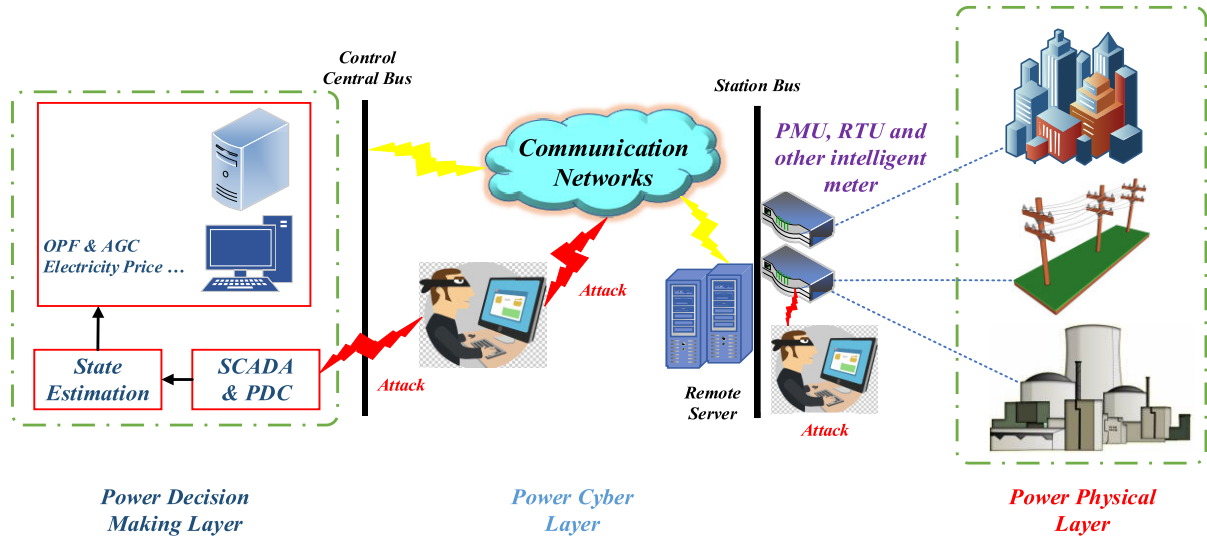 Control
Central Bus
Station Bus
PMU, RTU and
other intelligent
meter
Communication
Networks
OPF & AGC
Electricity Price ...
Attack
State
Estimation
SCADA
& PDC
Attack
Remote
Server
Attack
Power Decision
Making Layer
Power Cyber
Layer
Power Physical
Layer